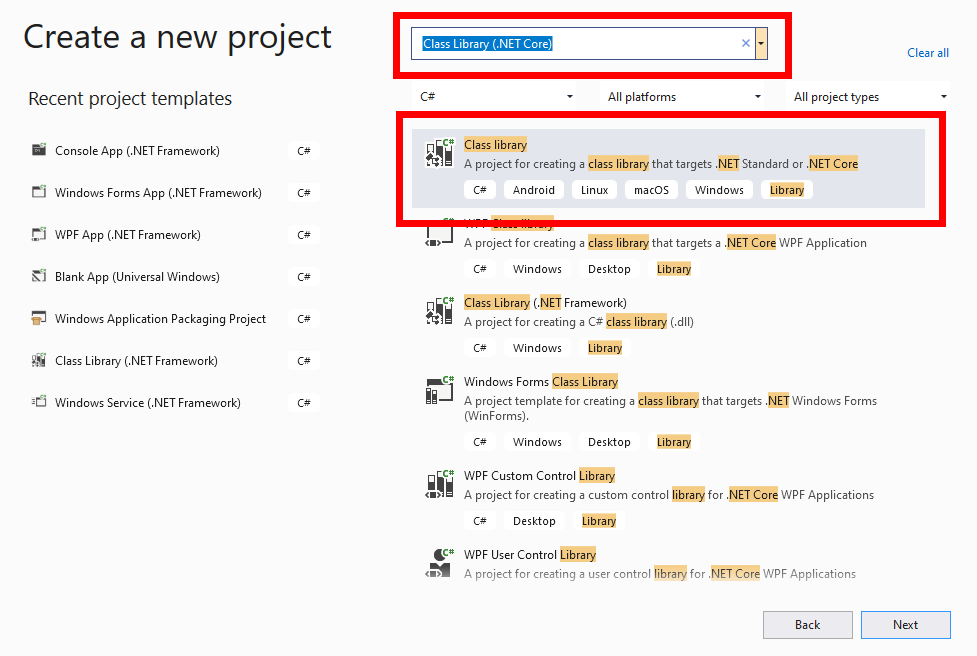 Create a new project
Class Library (.NET Core)
Clear all
Recent project templates
C#
All platforms
All project types
Console App (.NET Framework)
C#
Windows Forms App (.NET Framework)
C#
WPF App (.NET Framework)
C#
Blank App (Universal Windows)
C#
Windows Application Packaging Project
C#
Class Library (.NET Framework)
C#
Windows Service (.NET Framework)
C#
Class library
A project for creating a class library that targets .NET Standard or .NET Core
C# Android Linux macOS Windows Library
WPF Class library
A project for creating a class library that targets a .NET Core WPF Application
C# Windows Desktop Library
Class Library (.NET Framework)
A project for creating a C# class library (.dll)
C# Windows Library
Windows Forms Class Library
A project template for creating a class library that targets .NET Windows Forms
(WinForms).
C# Windows Desktop Library
WPF Custom Control Library
A project for creating a custom control library for .NET Core WPF Applications
C# Desktop Library
WPF User Control Library
A project for creating a user control library for .NET Core WPF Applications
Back
Next